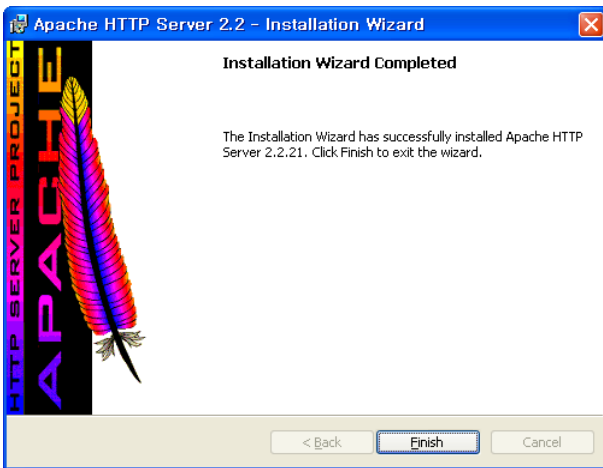 Apache HTTP Server 2.2 - Installation Wizard
HTTP SERVER PROJECT
APACHE
Installation Wizard Completed
The Installation Wizard has successfully installed Apache HTTP
Server 2.2.21. Click Finish to exit the wizard.
< Back
Finish
Cancel